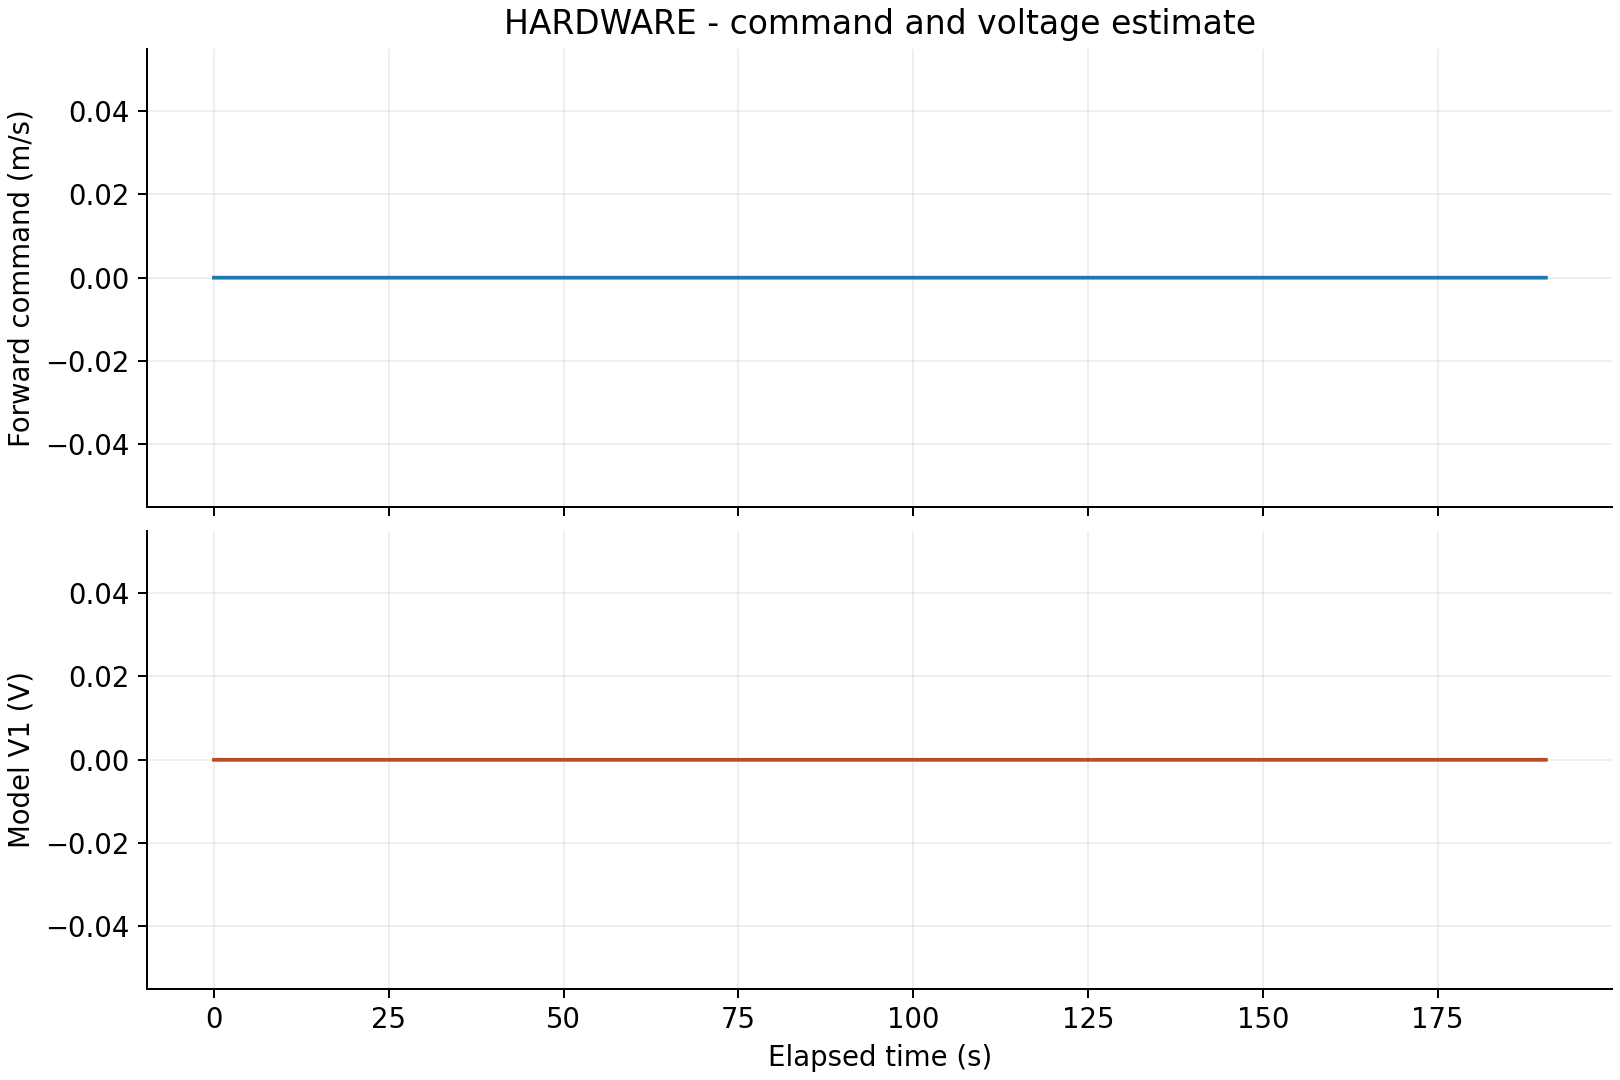 HARDWARE - command and voltage estimate
Forward command (m/s)
0.04
0.02
0.00
−0.02
−0.04
Model V1 (V)
0.04
0.02
0.00
−0.02
−0.04
0 25 50 75 100 125 150 175
Elapsed time (s)